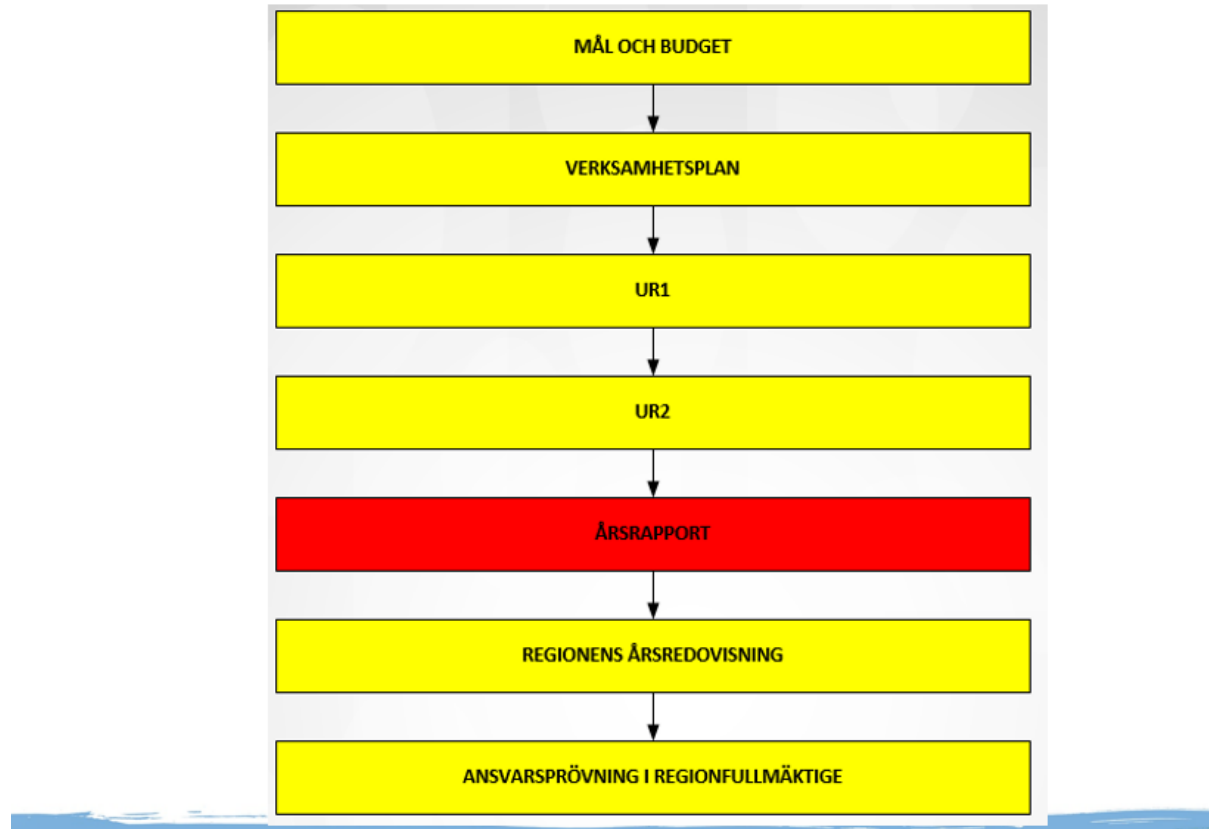 MÅL OCH BUDGET
VERKSAMHETSPLAN
UR1
UR2
ÅRSRAPPORT
REGIONENS ÅRSREDOVISNING
ANSVARSPRÖVNING I REGIONFULLMÄKTIGE